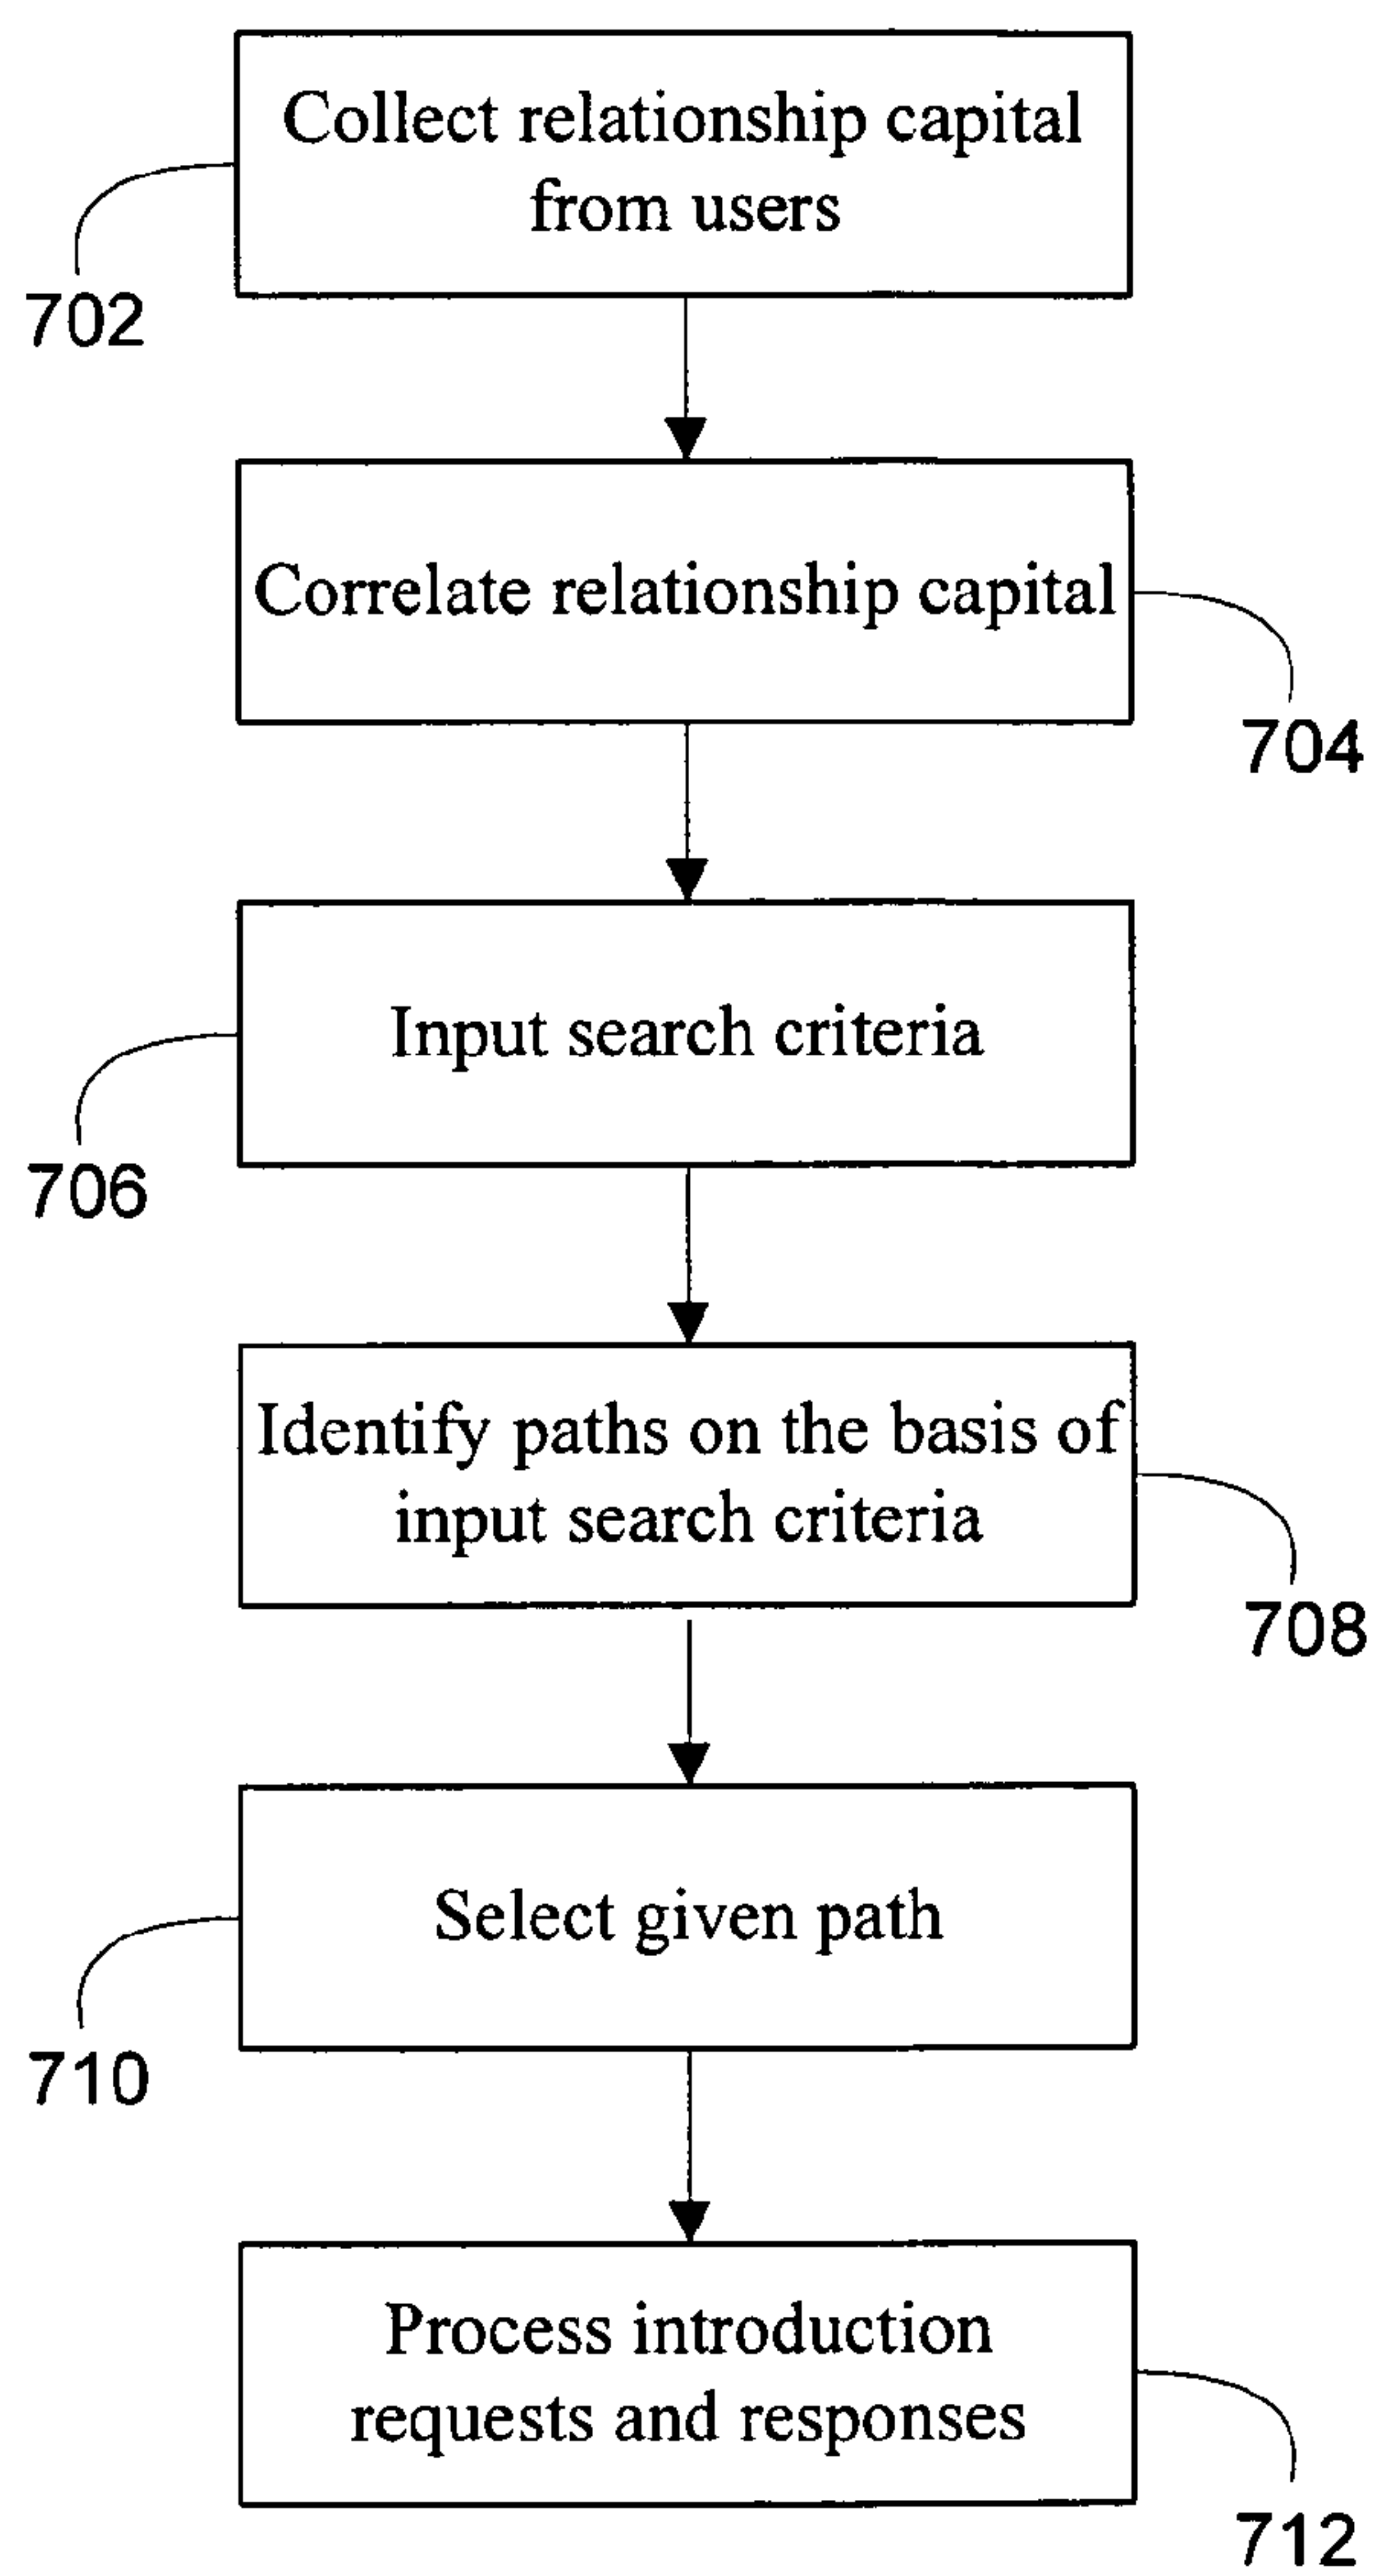 Collect relationship capital
from users
702
Correlate relationship capital
704
Input search criteria
706
Identify paths on the basis of
input search criteria
708
Select given path
710
Process introduction
requests and responses
712